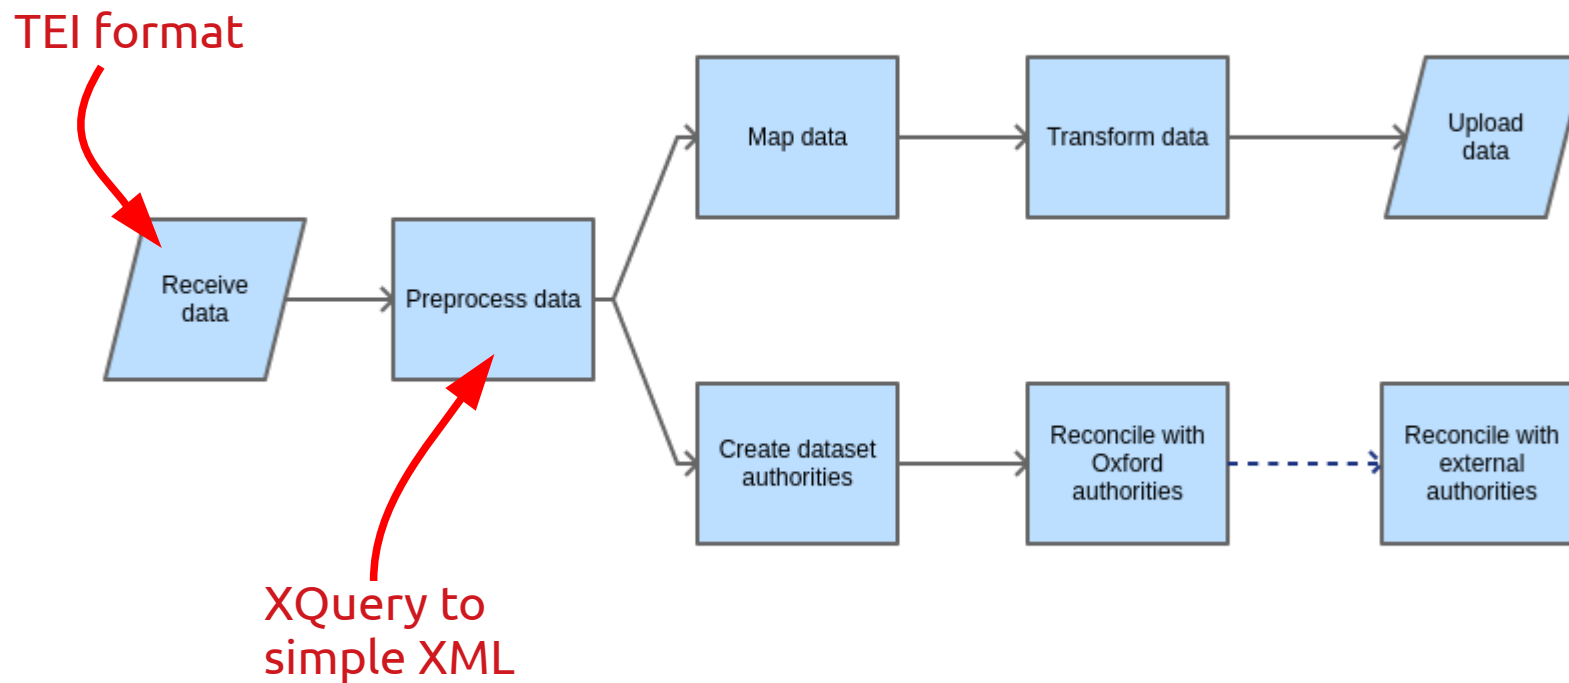 TEI format
Map data
Transform data
Upload
data
Receive
data
Preprocess data
Create dataset
authorities
Reconcile with
Oxford
authorities
Reconcile with
external
authorities
XQuery to
simple XML